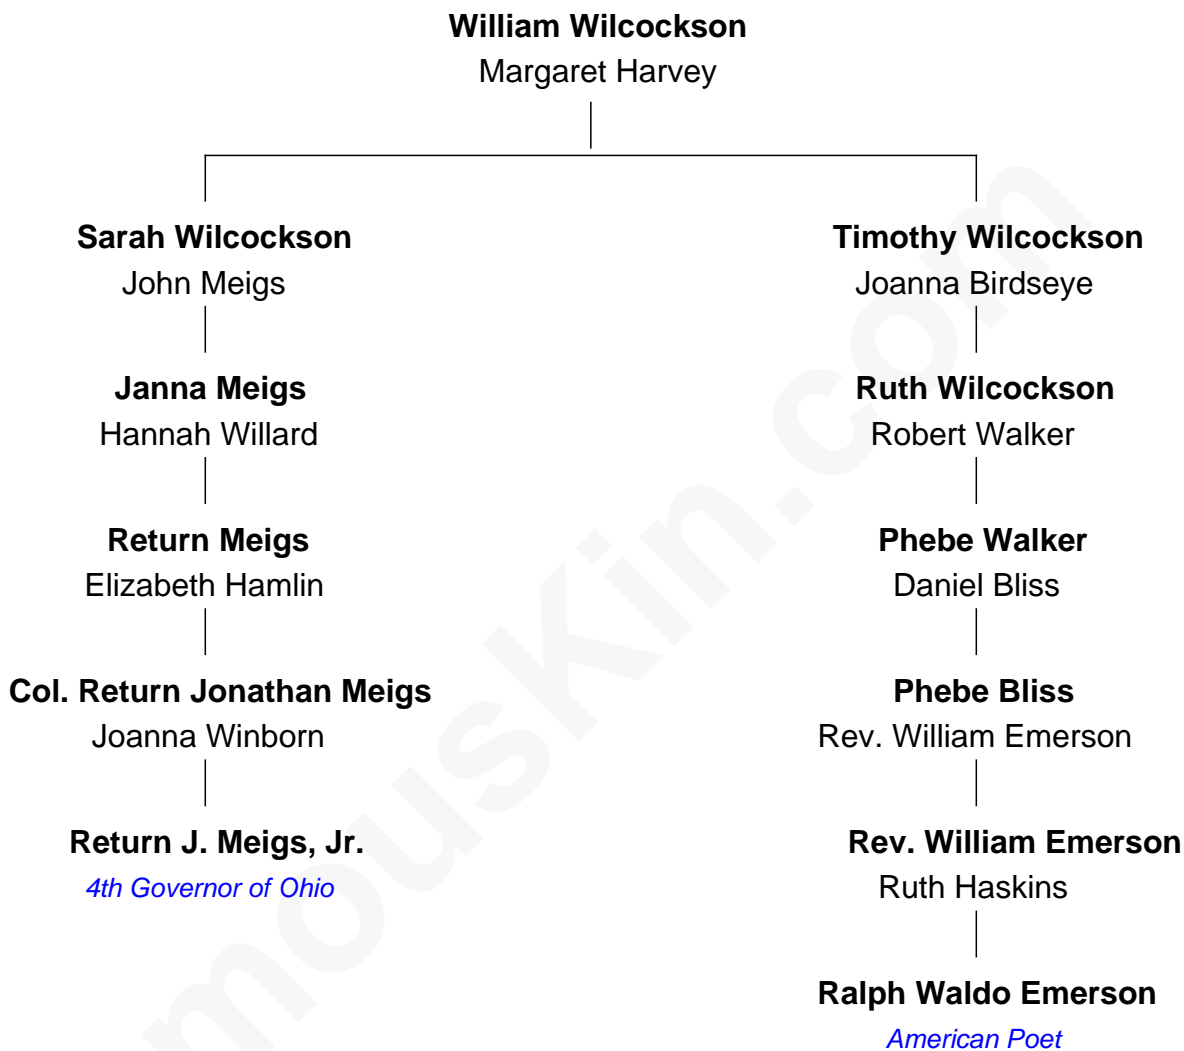 William Wilcockson
Margaret Harvey
Sarah Wilcockson
John Meigs
Janna Meigs
Hannah Willard
Return Meigs
Elizabeth Hamlin
Col. Return Jonathan Meigs
Joanna Winborn
Return J. Meigs, Jr.
4th Governor of Ohio
Timothy Wilcockson
Joanna Birdseye
Ruth Wilcockson
Robert Walker
Phebe Walker
Daniel Bliss
Phebe Bliss
Rev. William Emerson
Rev. William Emerson
Ruth Haskins
Ralph Waldo Emerson
American Poet
mousKin.com